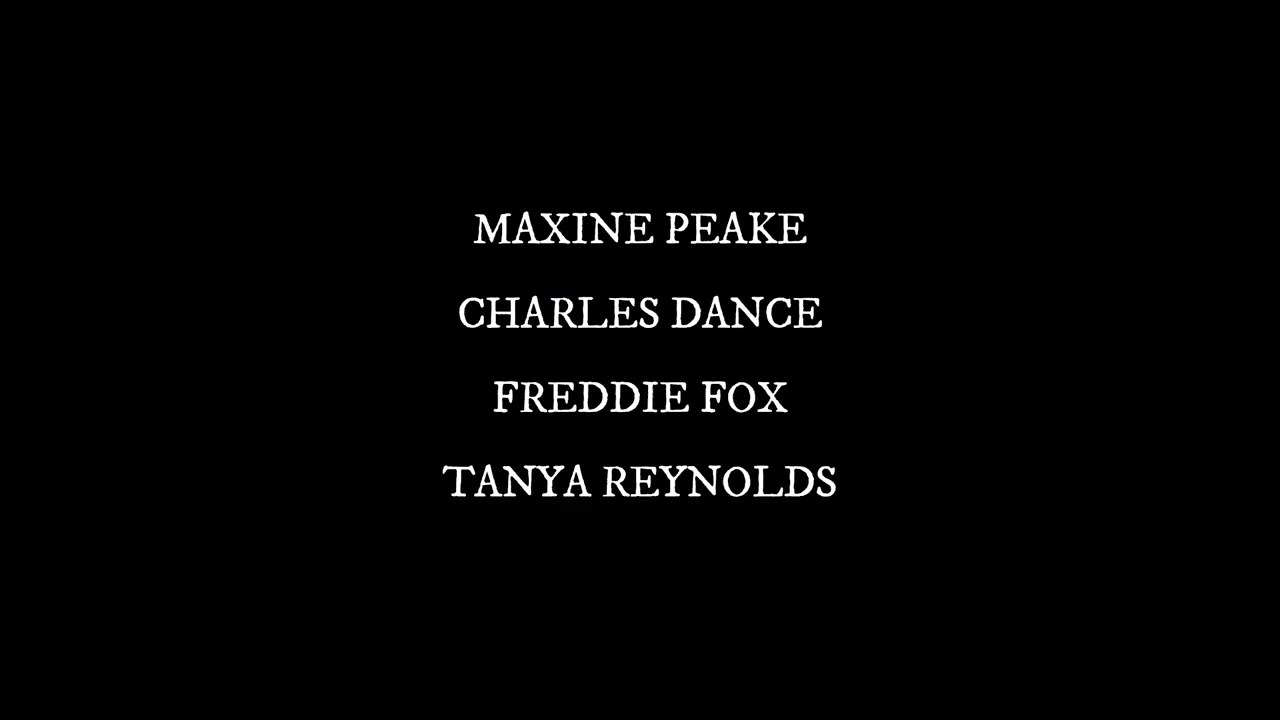 MAXINE PEAKE
CHARLES DANCE
FREDDIE FOX
TANYA REYNOLDS